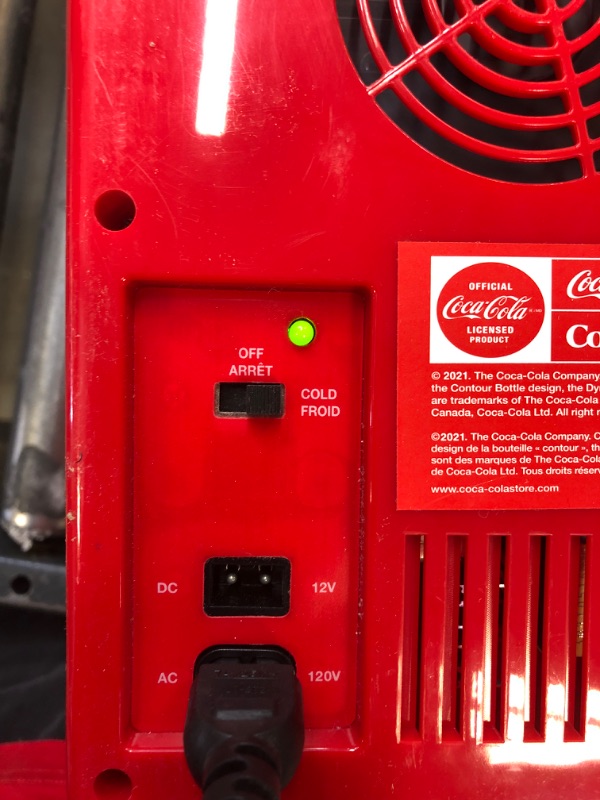 OFF
ARRÊT
COLD
FROID
DC
12V
AC
120V
OFFICIAL
Coca-Cola
LICENSED
PRODUCT
© 2021. The Coca-Cola Company
the Contour Bottle design, the Dy
are trademarks of The Coca-Cola
Canada, Coca-Cola Ltd. All right
©2021. The Coca-Cola Company. C
design de la bouteille « contour », th
sont des marques de The Coca-Col
de Coca-Cola Ltd. Tous droits réser
www.coca-colastore.com